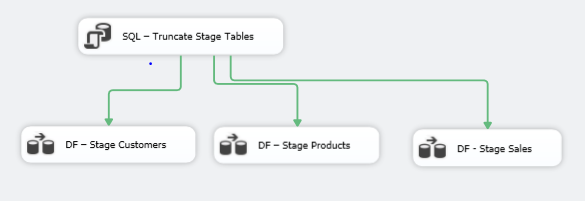 SQL – Truncate Stage Tables
DF – Stage Customers
DF – Stage Products
DF - Stage Sales